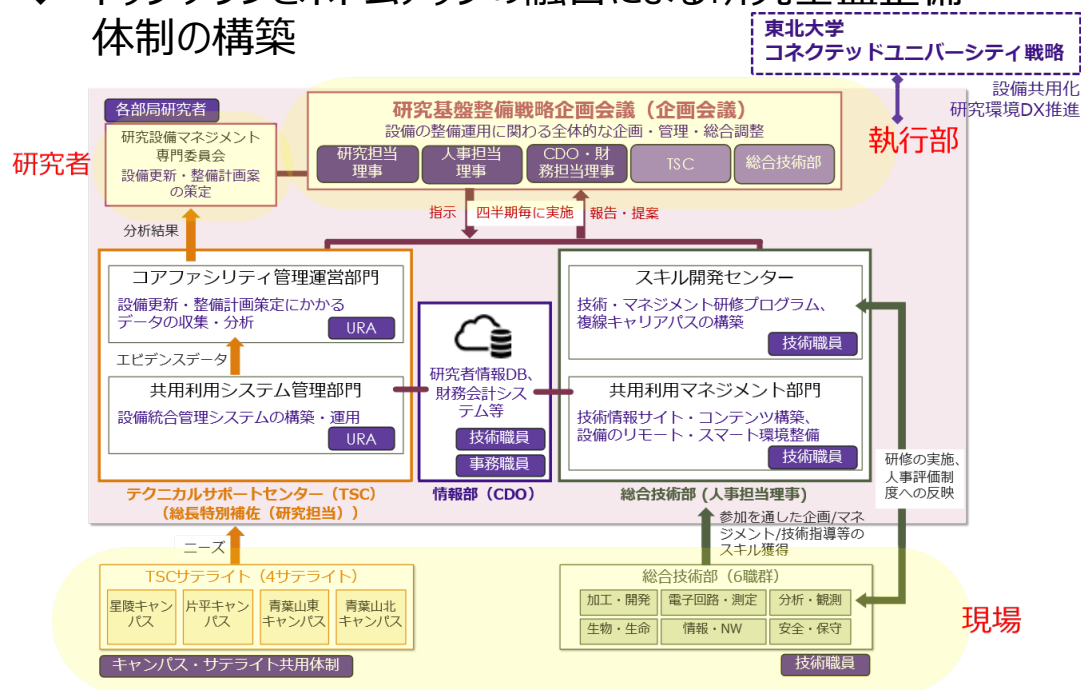 トップダウンとボトムアップの融合による研究基盤整備
体制の構築
東北大学
コネクテッドユニバーシティ戦略
設備共用化
研究環境DX推進
執行部
各部局研究者
研究設備マネジメント
専門委員会
設備更新・整備計画案
の策定
研究者
研究基盤整備戦略企画会議（企画会議）
設備の整備運用に関わる全体的な企画・管理・総合調整
研究担当
理事
人事担当
理事
CDO・財
務担当理事
TSC
総合技術部
指示
四半期毎に実施
報告・提案
分析結果
コアファシリティ管理運営部門
設備更新・整備計画策定にかかる
データの収集・分析
URA
エビデンスデータ
共用利用システム管理部門
設備統合管理システムの構築・運用
URA
テクニカルサポートセンター（TSC）
（総長特別補佐（研究担当））
研究者情報DB、
財務会計シス
テム等
技術職員
事務職員
情報部（CDO）
スキル開発センター
技術・マネジメント研修プログラム、
複線キャリアパスの構築
技術職員
共用利用マネジメント部門
技術情報サイト・コンテンツ構築、
設備のリモート・スマート環境整備
技術職員
総合技術部 (人事担当理事)
研修の実施、
人事評価制
度への反映
ニーズ
参加を通した企画/マネ
ジメント/技術指導等の
スキル獲得
TSCサテライト（4サテライト）
星陵キャン
パス
片平キャン
パス
青葉山東
キャンパス
青葉山北
キャンパス
キャンパス・サテライト共用体制
総合技術部（6職群）
加工・開発
電子回路・測定
分析・観測
生物・生命
情報・NW
安全・保守
技術職員
現場